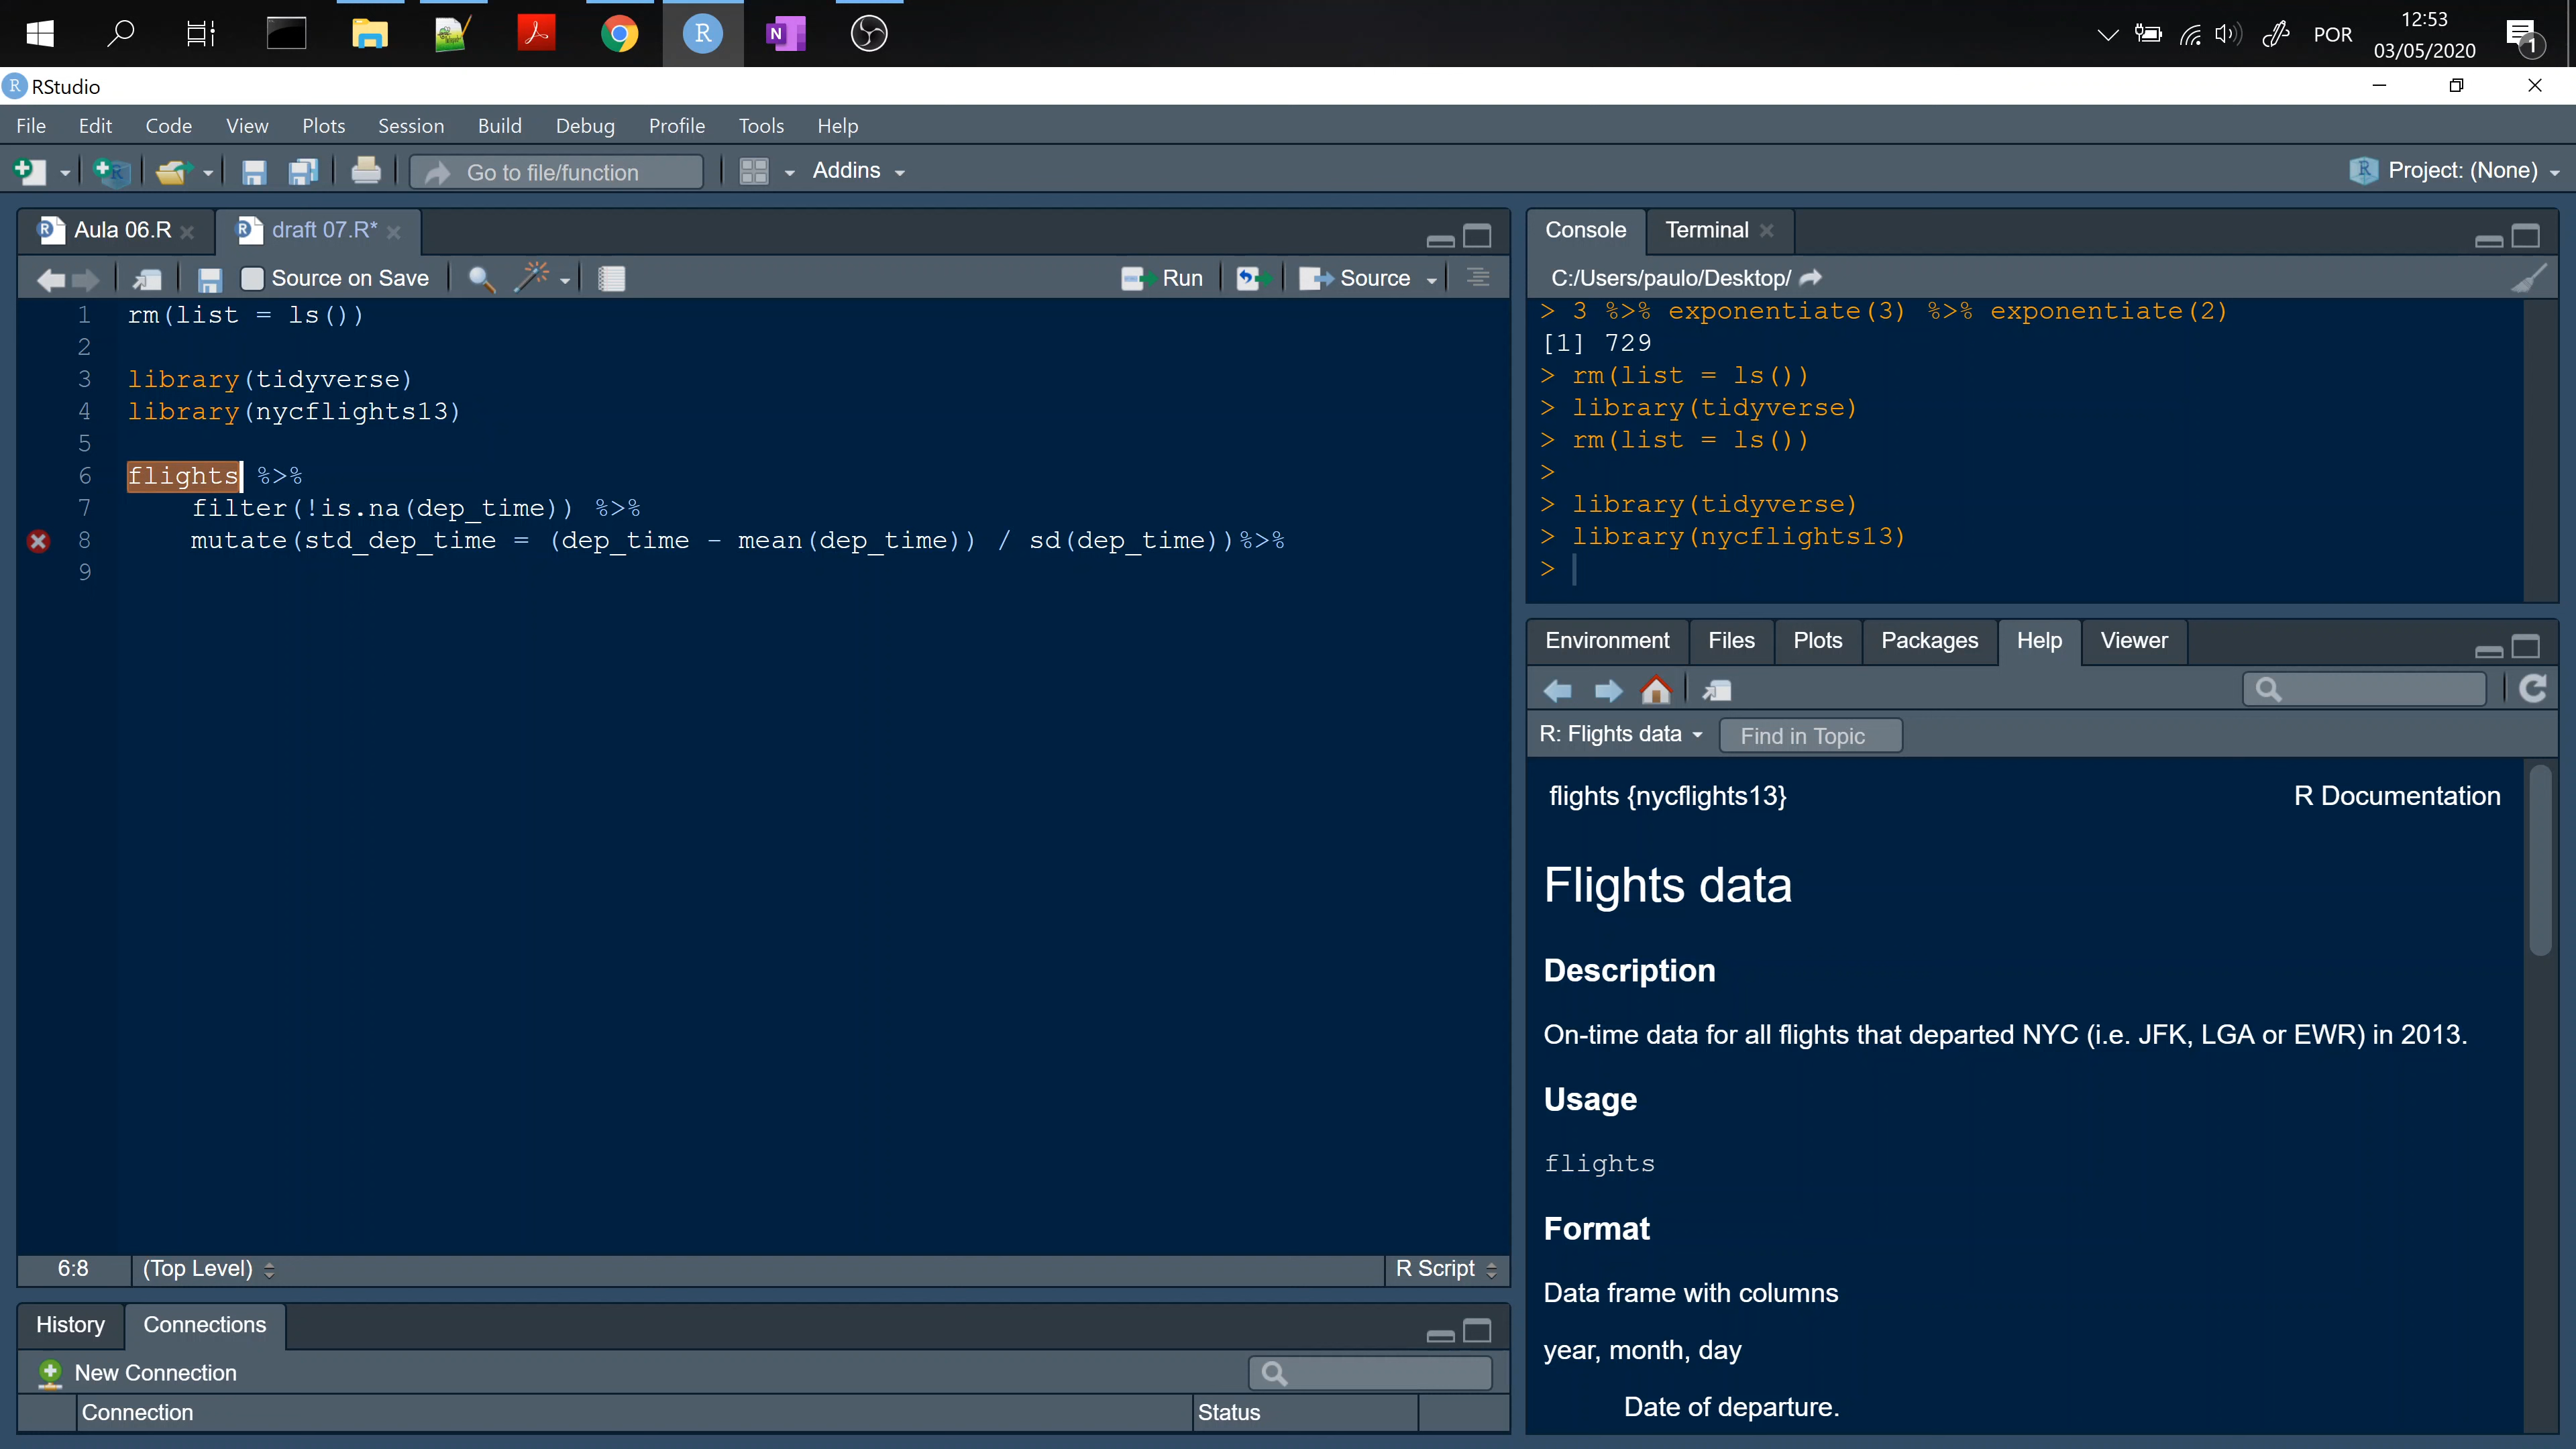 POR
12:53
03/05/2020
1
RStudio
File Edit Code View Plots Session Build Debug Profile Tools Help
Go to file/function
Addins
Project: (None)
Aula 06.R
draft 07.R*
Source on Save
Run
Source
1 rm(list = ls())
2
3 library(tidyverse)
4 library(nycflights13)
5
6 flights %>%
7 filter(!is.na(dep_time)) %>%
8 mutate(std_dep_time = (dep_time - mean(dep_time)) / sd(dep_time))%>%
9
6:8 (Top Level) R Script
History Connections
New Connection
Connection Status
Console Terminal
C:/Users/paulo/Desktop/
> 3 %>% exponentiate(3) %>% exponentiate(2)
[1] 729
> rm(list = ls())
> library(tidyverse)
> rm(list = ls())
>
> library(tidyverse)
> library(nycflights13)
>
Environment Files Plots Packages Help Viewer
R: Flights data Find in Topic
flights {nycflights13} R Documentation
Flights data
Description
On-time data for all flights that departed NYC (i.e. JFK, LGA or EWR) in 2013.
Usage
flights
Format
Data frame with columns
year, month, day
Date of departure.